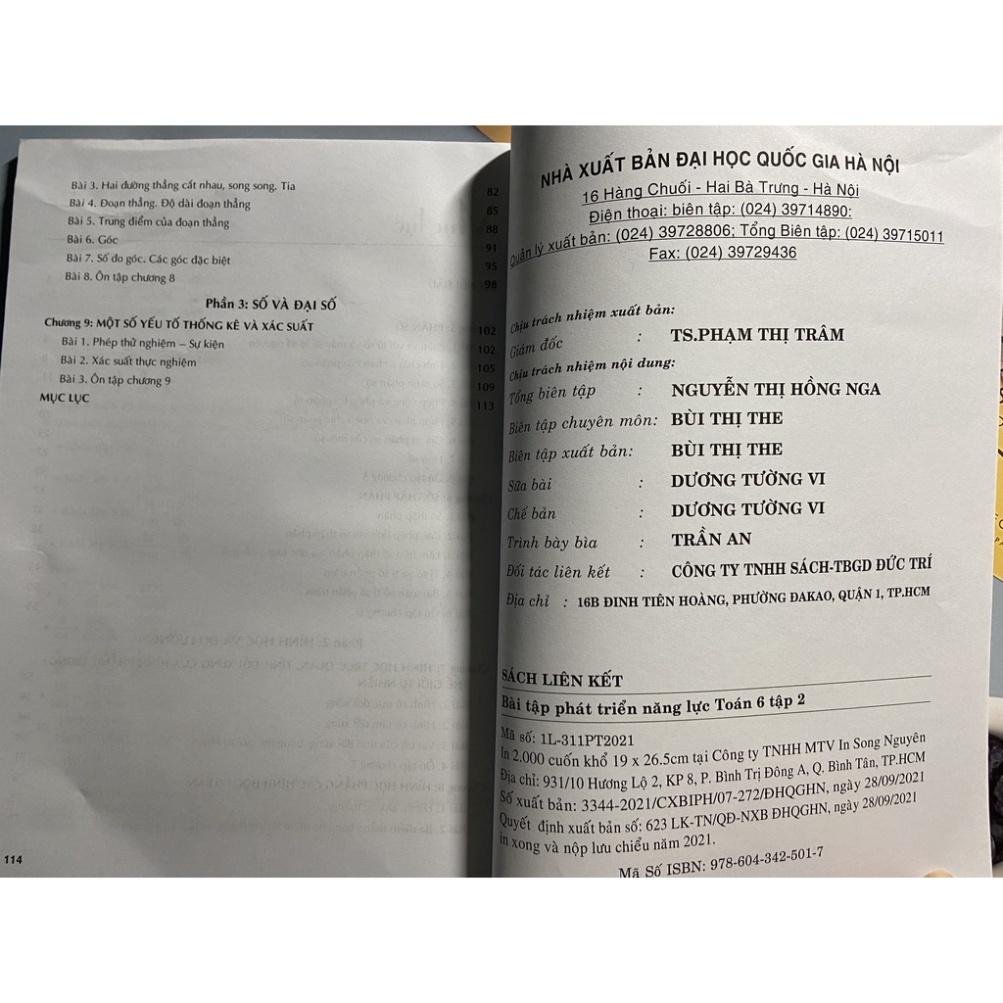 Bài 3. Hai đường thẳng cắt nhau, song song. Tia 82
Bài 4. Đoạn thẳng. Độ dài đoạn thẳng 85
Bài 5. Trung điểm của đoạn thẳng 88
Bài 6. Góc 91
Bài 7. Số đo góc. Các góc đặc biệt 95
Bài 8. Ôn tập chương 8 98
Phần 3: SỐ VÀ ĐẠI SỐ
Chương 9: MỘT SỐ YẾU TỐ THỐNG KÊ VÀ XÁC SUẤT 102
Bài 1. Phép thử nghiệm – Sự kiện 102
Bài 2. Xác suất thực nghiệm 105
Bài 3. Ôn tập chương 9 109
MỤC LỤC 113
114
NHÀ XUẤT BẢN ĐẠI HỌC QUỐC GIA HÀ NỘI
16 Hàng Chuối - Hai Bà Trưng - Hà Nội
Điện thoại: biên tập: (024) 39714890;
Quản lý xuất bản: (024) 39728806; Tổng Biên tập: (024) 39715011
Fax: (024) 39729436
Chịu trách nhiệm xuất bản:
Giám đốc : TS.PHẠM THỊ TRÂM
Chịu trách nhiệm nội dung:
Tổng biên tập : NGUYỄN THỊ HỒNG NGA
Biên tập chuyên môn: BÙI THỊ THE
Biên tập xuất bản: BÙI THỊ THE
Sửa bài : DƯƠNG TƯỜNG VI
Chế bản : DƯƠNG TƯỜNG VI
Trình bày bìa : TRẦN AN
Đối tác liên kết : CÔNG TY TNHH SÁCH-TBGD ĐỨC TRÍ
Địa chỉ : 16B ĐINH TIÊN HOÀNG, PHƯỜNG ĐAKAO, QUẬN 1, TP.HCM
SÁCH LIÊN KẾT
Bài tập phát triển năng lực Toán 6 tập 2
Mã số: 1L-311PT2021
In 2.000 cuốn khổ 19 x 26.5cm tại Công ty TNHH MTV In Song Nguyên
Địa chỉ: 931/10 Hương Lộ 2, KP 8, P. Bình Trị Đông A, Q. Bình Tân, TP.HCM
Số xuất bản: 3344-2021/CXBIPH/07-272/ĐHQGHN, ngày 28/09/2021
Quyết định xuất bản số: 623 LK-TN/QĐ-NXB ĐHQGHN, ngày 28/09/2021
in xong và nộp lưu chiểu năm 2021.
Mã Số ISBN: 978-604-342-501-7